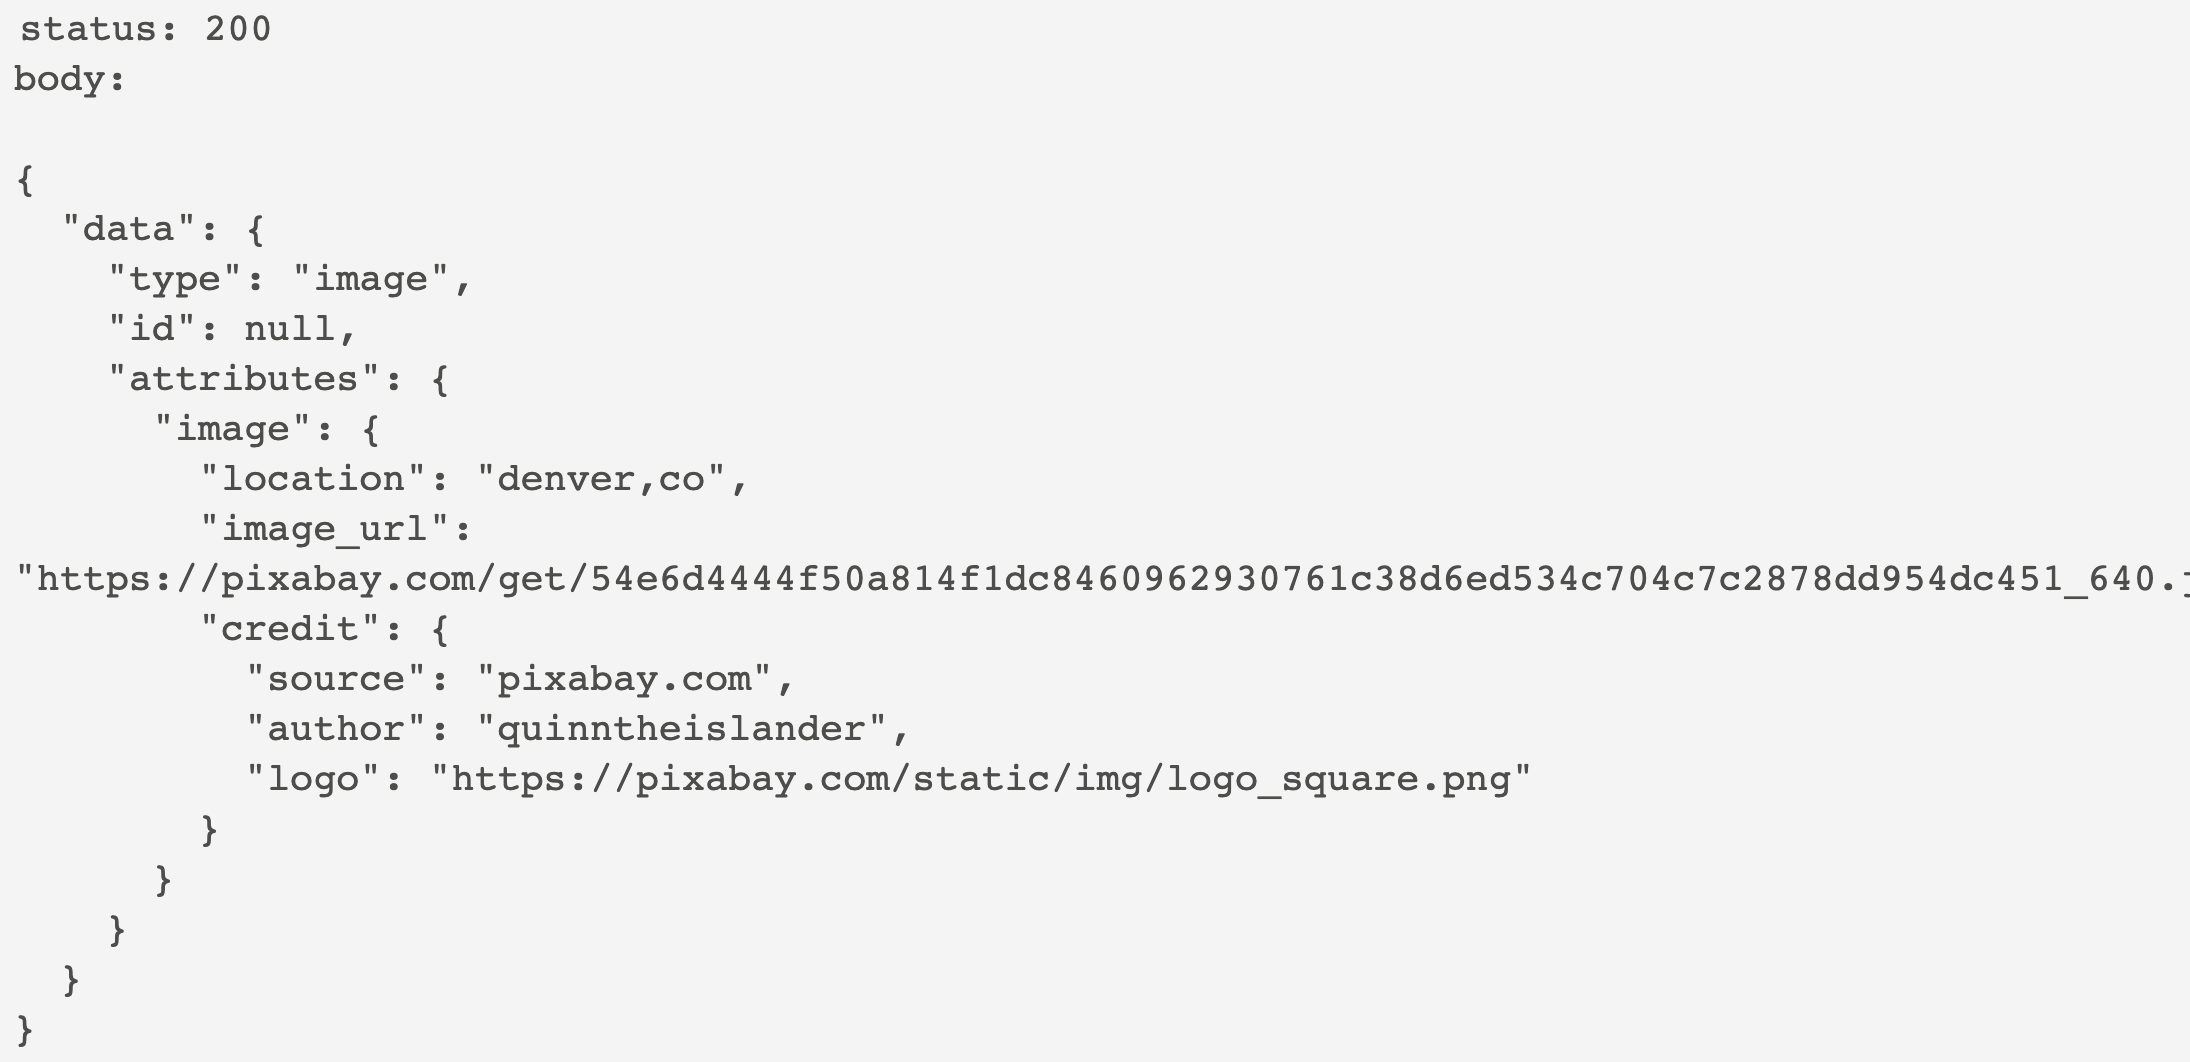 status: 200
body:

{
  "data": {
    "type": "image",
    "id": null,
    "attributes": {
      "image": {
        "location": "denver,co",
        "image_url":
"https://pixabay.com/get/54e6d4444f50a814f1dc8460962930761c38d6ed534c704c7c2878dd954dc451_640.
        "credit": {
          "source": "pixabay.com",
          "author": "quinntheislander",
          "logo": "https://pixabay.com/static/img/logo_square.png"
        }
      }
    }
  }
}